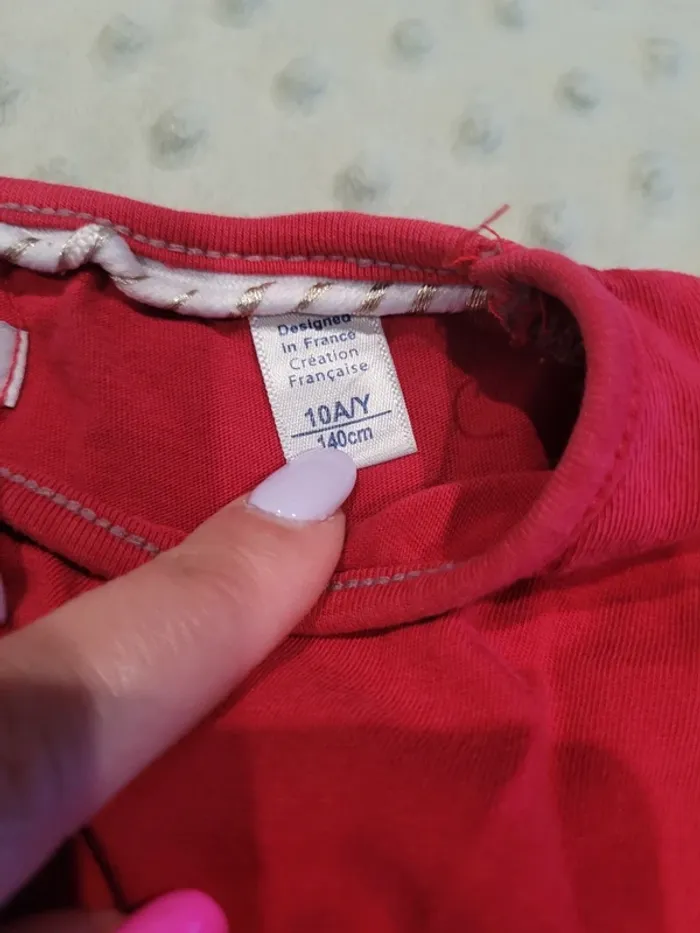 Designed
in France
Création
Française
10A/Y
140cm